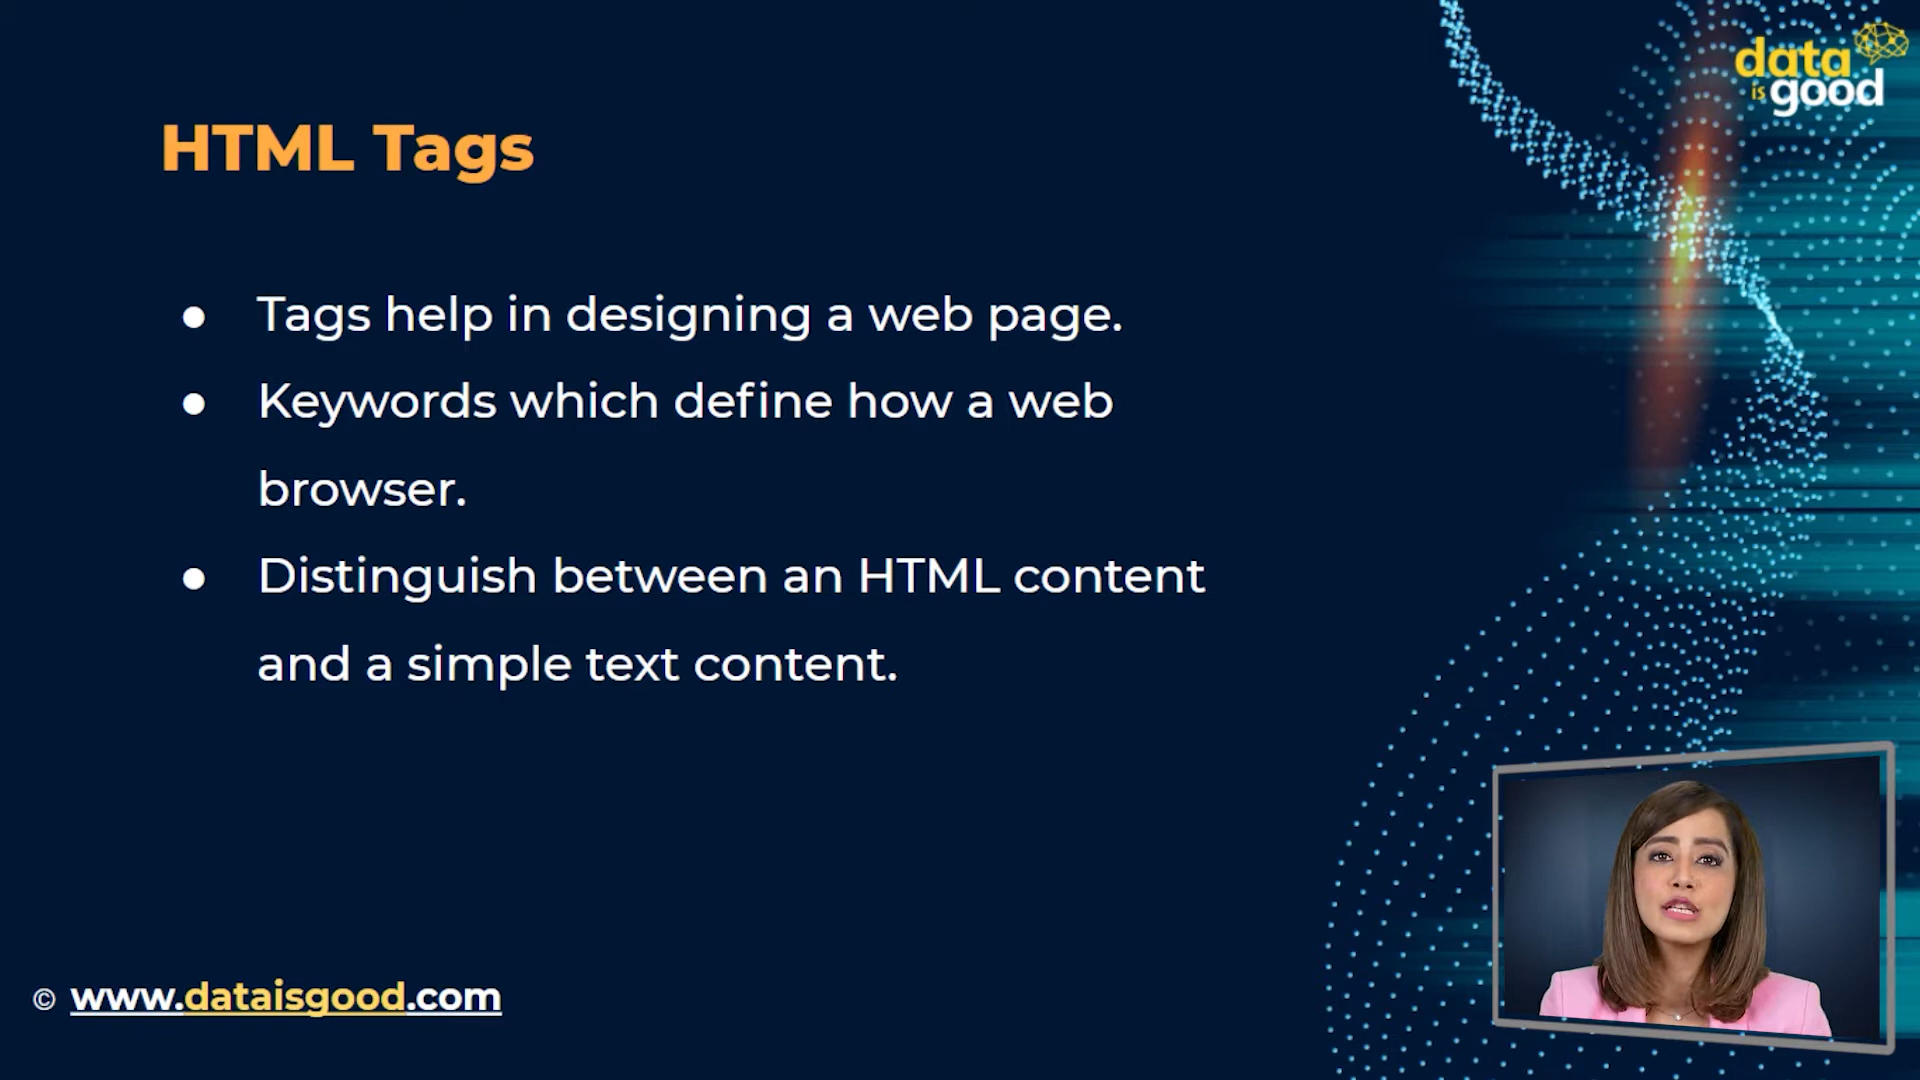 data
is good
HTML Tags
● Tags help in designing a web page.
● Keywords which define how a web
browser.
● Distinguish between an HTML content
and a simple text content.
© www.dataisgood.com